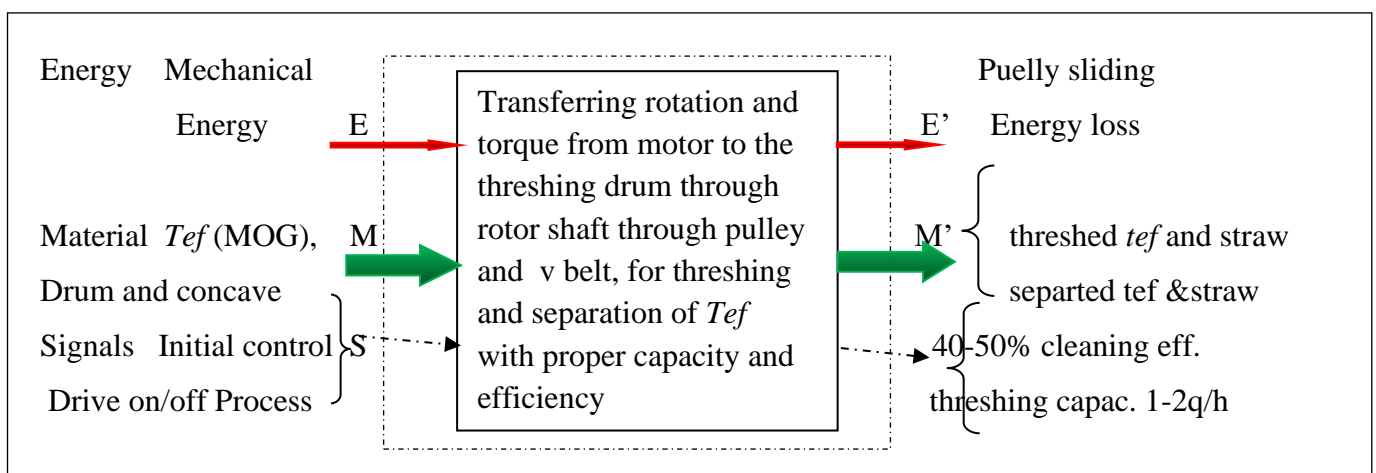 Energy Mechanical
Energy E
Material Tef (MOG), M
Drum and concave
Signals Initial control S
Drive on/off Process
Transferring rotation and
torque from motor to the
threshing drum through
rotor shaft through pulley
and v belt, for threshing
and separation of Tef
with proper capacity and
efficiency
Puelly sliding
E’ Energy loss
M’ threshed tef and straw
separted tef &straw
40-50% cleaning eff.
threshing capac. 1-2q/h